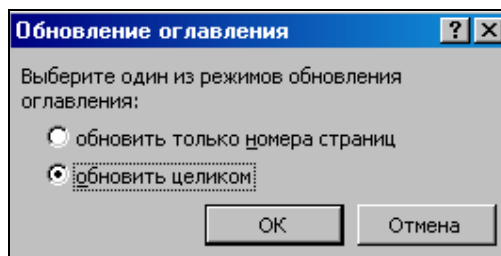 Обновление оглавления
Выберите один из режимов обновления
оглавления:
обновить только номера страниц
обновить целиком
ОК
Отмена